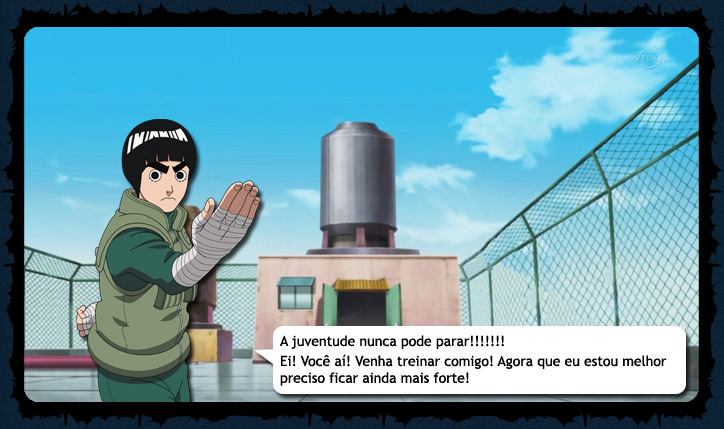 A juventude nunca pode parar!!!!!!!
Ei! Você aí! Venha treinar comigo! Agora que eu estou melhor
preciso ficar ainda mais forte!